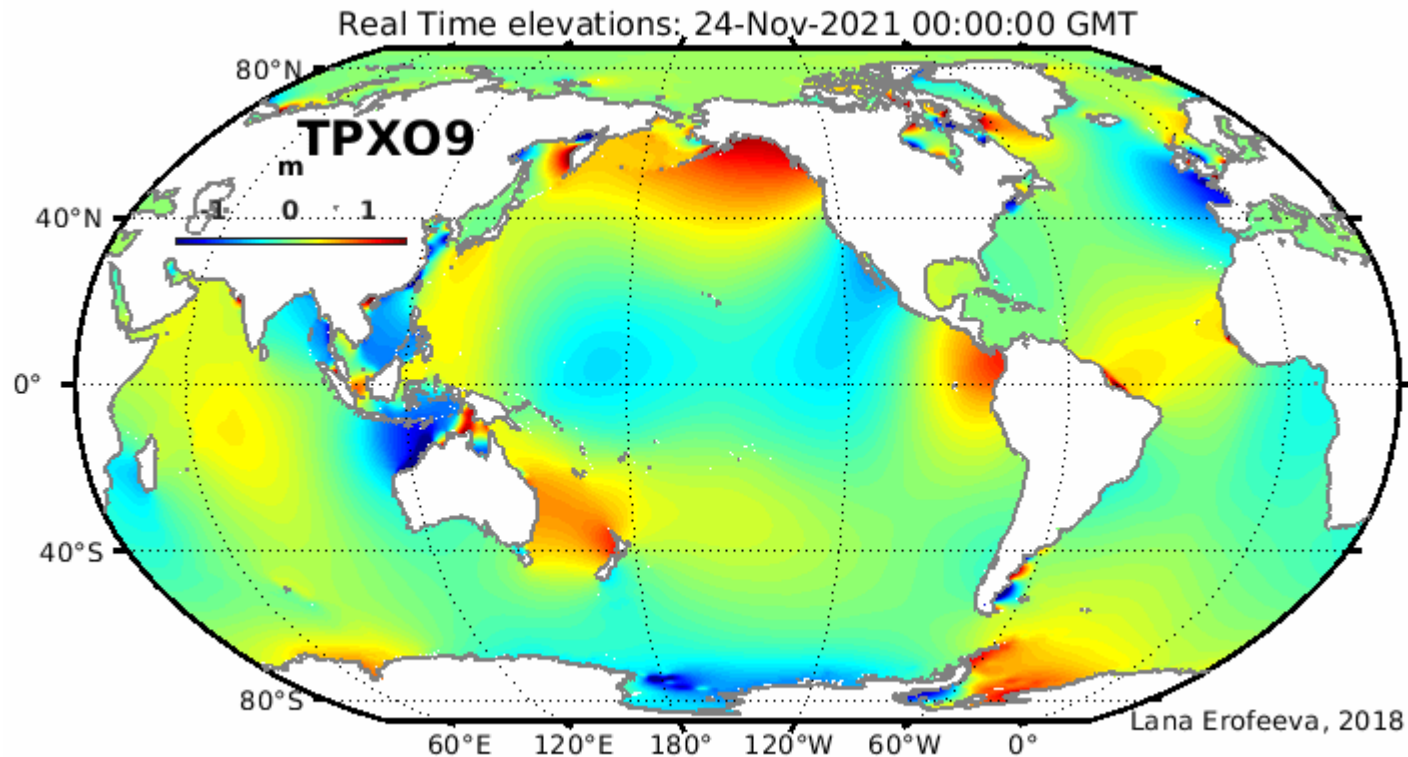 Real Time elevations: 24-Nov-2021 00:00:00 GMT
80°N
TPXO9
m
-1 0 1
40°N
0°
40°S
80°S
Lana Erofeeva, 2018
60°E 120°E 180° 120°W 60°W 0°